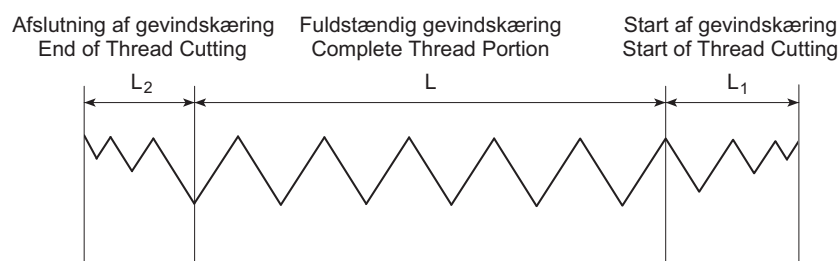 Afslutning af gevindskæring
End of Thread Cutting
Fuldstændig gevindskæring
Complete Thread Portion
Start af gevindskæring
Start of Thread Cutting
L2
L
L1